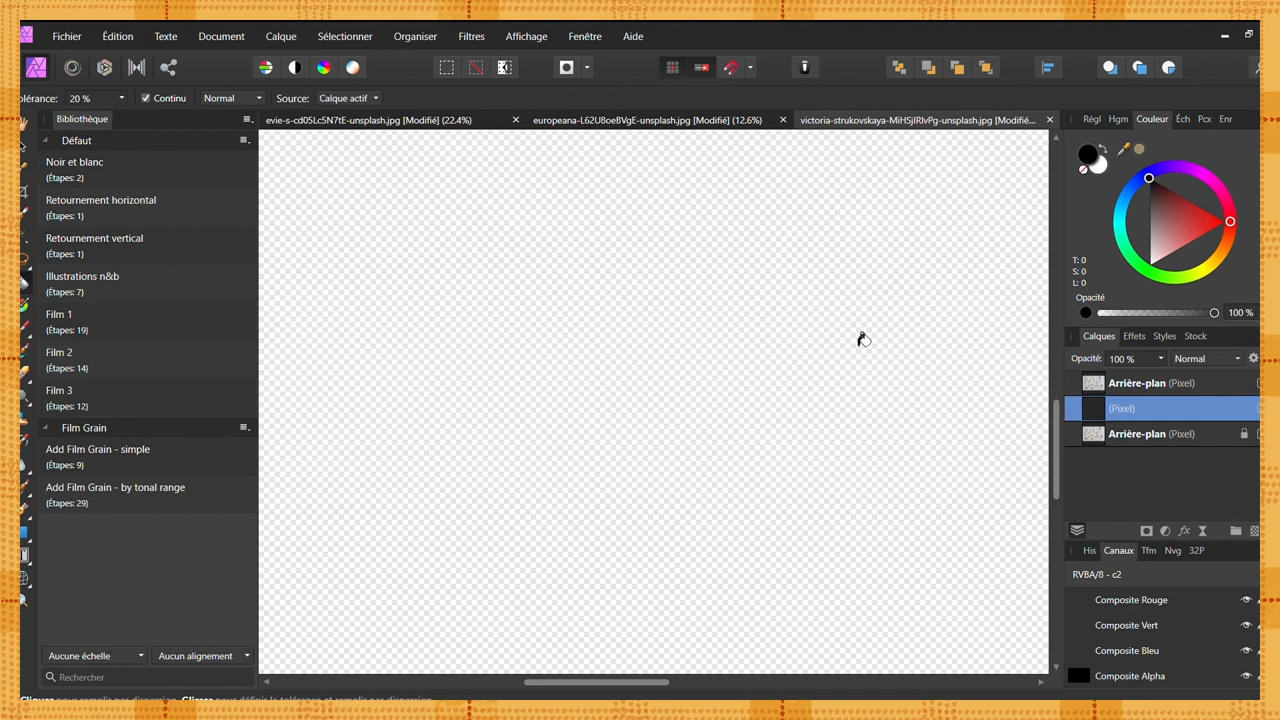 Fichier Édition Texte Document Calque Sélectionner Organiser Filtres Affichage Fenêtre Aide
20 % Continu Normal Source: Calque actif
Bibliothèque
Défaut
Noir et blanc
(Étapes: 2)
Retournement horizontal
(Étapes: 1)
Retournement vertical
(Étapes: 1)
Illustrations n&b
(Étapes: 7)
Film 1
(Étapes: 19)
Film 2
(Étapes: 14)
Film 3
(Étapes: 12)
Film Grain
Add Film Grain - simple
(Étapes: 9)
Add Film Grain - by tonal range
(Étapes: 29)
Aucune échelle Aucun alignement
Rechercher
evie-s-cd05Lc5N7tE-unsplash.jpg [Modifié] (22.4%) europeana-L62U8oeBVgE-unsplash.jpg [Modifié] (12.6%) victoria-strukovskaya-MiHSjIRlvPg-unsplash.jpg [Modifié...
Régl Hgm Couleur Éch Pcx Enr
T: 0
S: 0
L: 0
Opacité
100 %
Calques Effets Styles Stock
Opacité: 100 % Normal
Arrière-plan (Pixel)
(Pixel)
Arrière-plan (Pixel)
His Canaux Tfm Nvg 32P
RVBA/8 - c2
Composite Rouge
Composite Vert
Composite Bleu
Composite Alpha